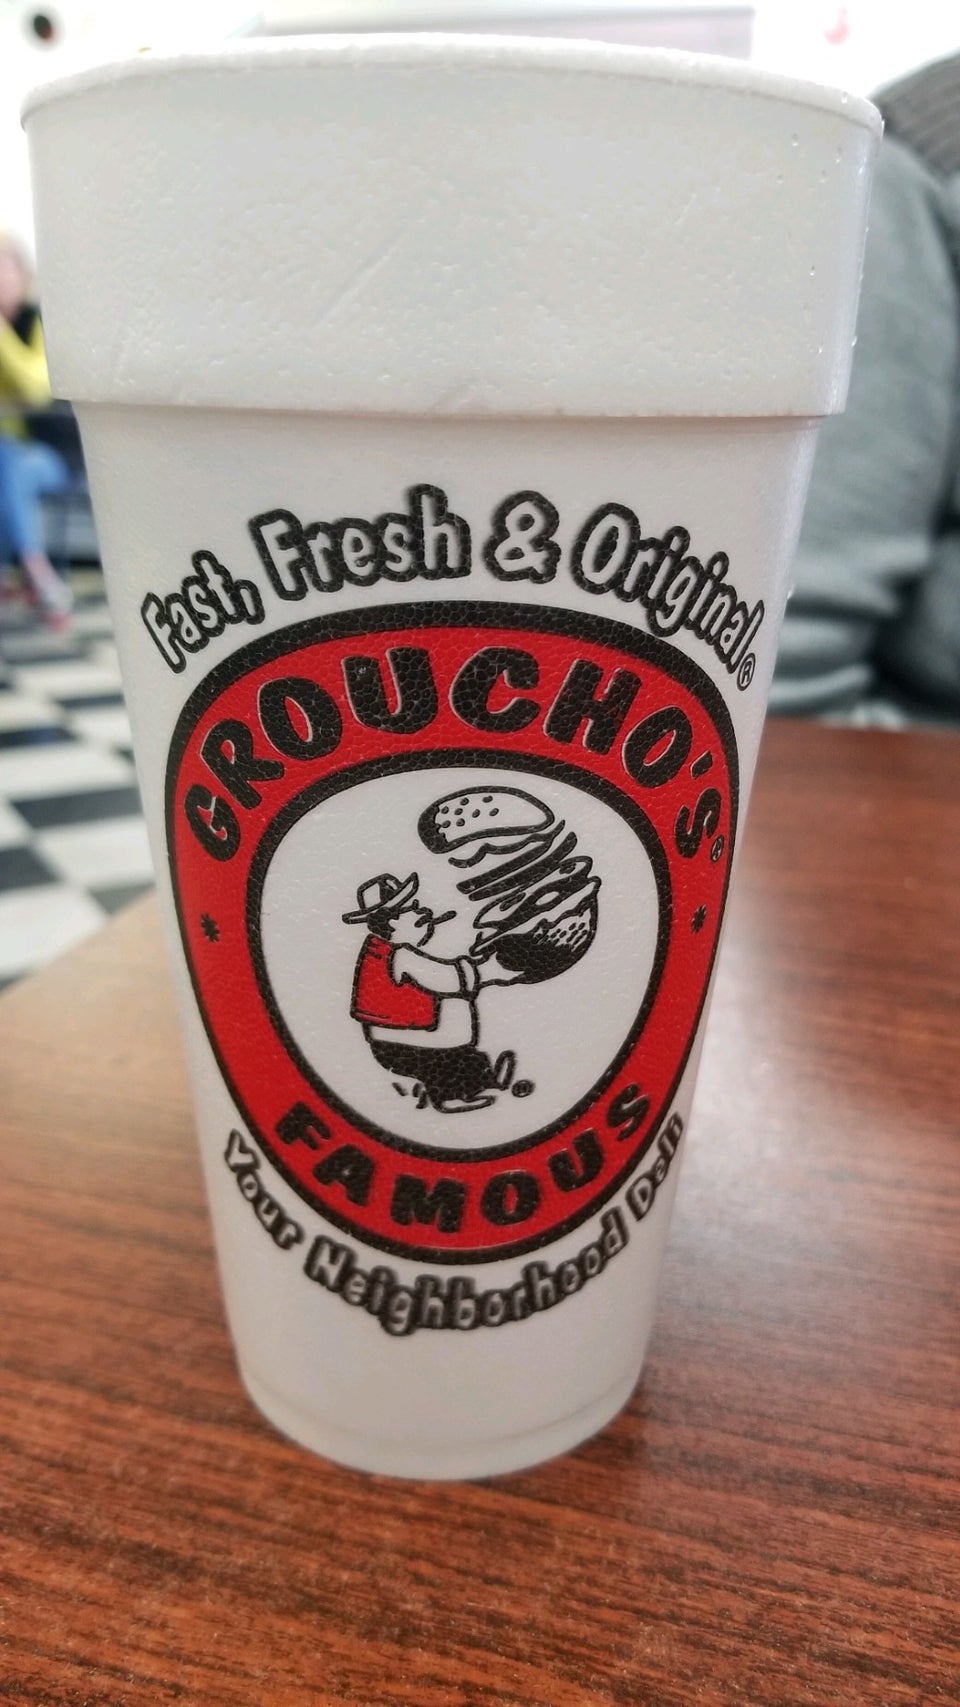 Fast, Fresh & Original®
GROUCHO'S®
FAMOUS
Your Neighborhood Deli